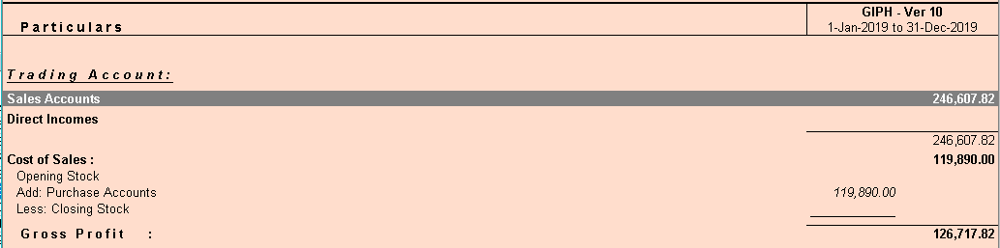 GIPH - Ver 10
Particulars 1-Jan-2019 to 31-Dec-2019
Trading Account:
Sales Accounts 246,607.82
Direct Incomes
246,607.82
Cost of Sales : 119,890.00
Opening Stock
Add: Purchase Accounts 119,890.00
Less: Closing Stock
Gross Profit : 126,717.82